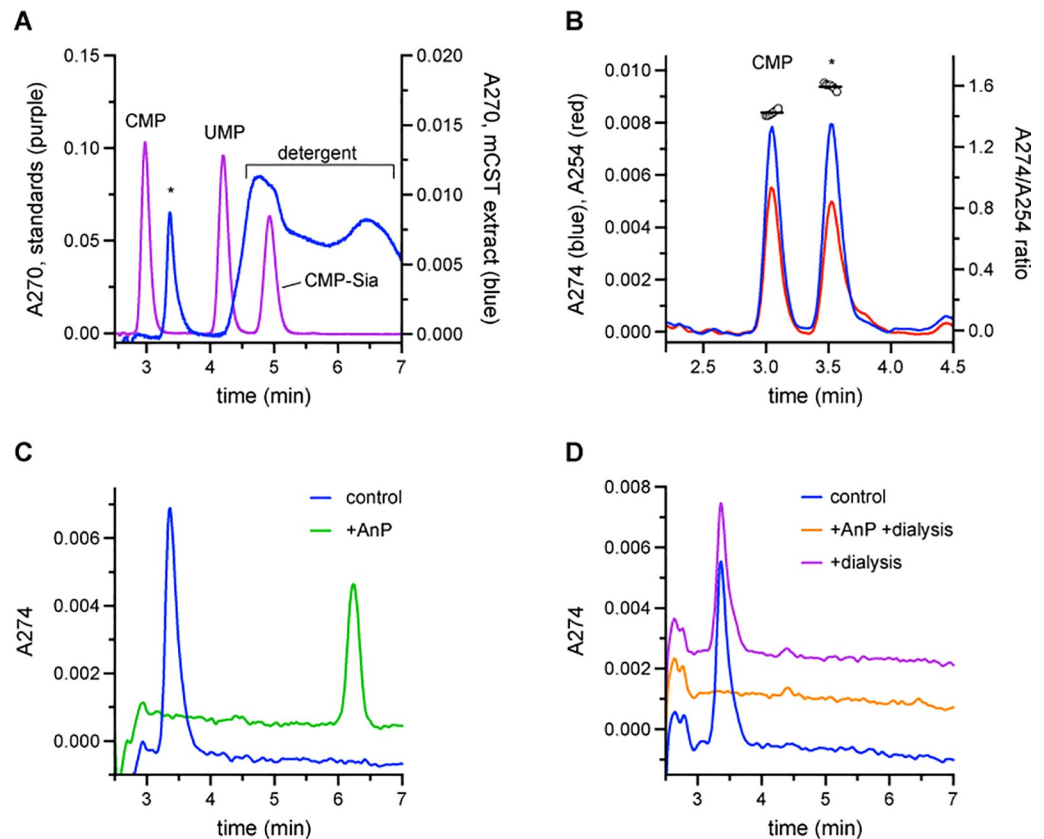 A
A270, standards (purple)
0.15
0.10
0.05
0.00
CMP
*
UMP
detergent
CMP-Sia
0.020
0.015
0.010
0.005
0.000
A270, mCST extract (blue)
3 4 5 6 7
time (min)
B
A274 (blue), A254 (red)
0.010
0.008
0.006
0.004
0.002
0.000
CMP
*
1.6
1.2
0.8
0.4
0.0
A274/A254 ratio
2.5 3.0 3.5 4.0 4.5
time (min)
C
A274
0.006
0.004
0.002
0.000
control
+AnP
3 4 5 6 7
time (min)
D
A274
0.008
0.006
0.004
0.002
0.000
control
+AnP +dialysis
+dialysis
3 4 5 6 7
time (min)